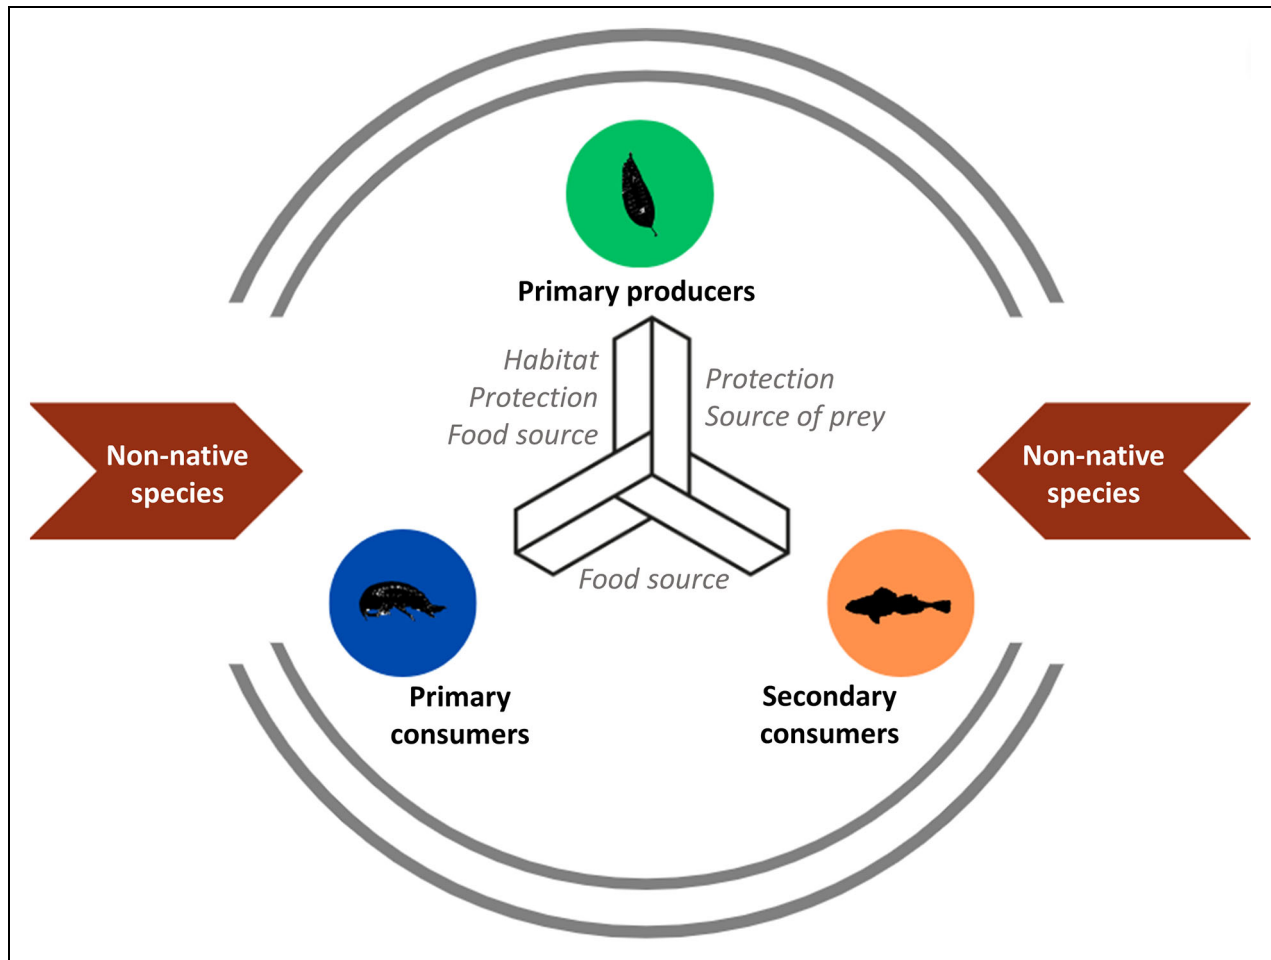 Primary producers
Habitat
Protection
Food source
Protection
Source of prey
Non-native
species
Non-native
species
Food source
Primary
consumers
Secondary
consumers